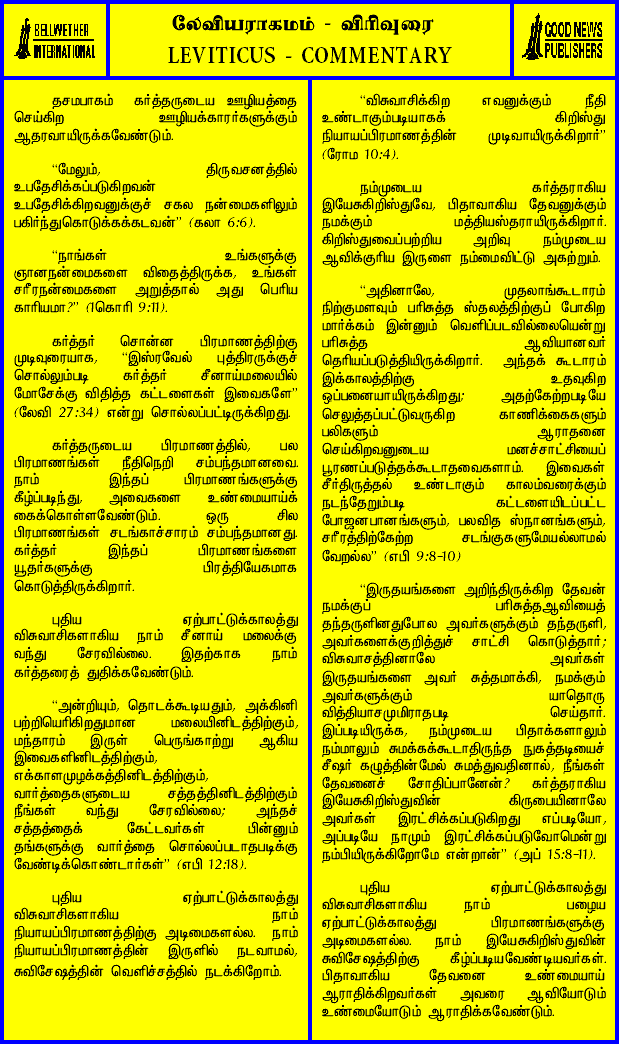 BELLWETHER
INTERNATIONAL
லேவியராகமம் - விரிவுரை
LEVITICUS - COMMENTARY
GOOD NEWS
PUBLISHERS
தசமபாகம் கர்த்தருடைய ஊழியத்தை
செய்கிற ஊழியக்காரர்களுக்கும்
ஆதரவாயிருக்கவேண்டும்.
“மேலும், திருவசனத்தில்
உபதேசிக்கப்படுகிறவன்
உபதேசிக்கிறவனுக்குச் சகல நன்மைகளிலும்
பகிர்ந்துகொடுக்கக்கடவன்” (கலா 6:6).
“நாங்கள் உங்களுக்கு
ஞானநன்மைகளை விதைத்திருக்க, உங்கள்
சரீரநன்மைகளை அறுத்தால் அது பெரிய
காரியமா?” (1கொரி 9:11).
கர்த்தர் சொன்ன பிரமாணத்திற்கு
முடிவுரையாக, “இஸ்ரவேல் புத்திரருக்குச்
சொல்லும்படி கர்த்தர் சீனாய்மலையில்
மோசேக்கு விதித்த கட்டளைகள் இவைகளே”
(லேவி 27:34) என்று சொல்லப்பட்டிருக்கிறது.
கர்த்தருடைய பிரமாணத்தில், பல
பிரமாணங்கள் நீதிநெறி சம்பந்தமானவை.
நாம் இந்தப் பிரமாணங்களுக்கு
கீழ்ப்படிந்து, அவைகளை உண்மையாய்க்
கைக்கொள்ளவேண்டும். ஒரு சில
பிரமாணங்கள் சடங்காச்சாரம் சம்பந்தமானது.
கர்த்தர் இந்தப் பிரமாணங்களை
யூதர்களுக்கு பிரத்தியேகமாக
கொடுத்திருக்கிறார்.
புதிய ஏற்பாட்டுக்காலத்து
விசுவாசிகளாகிய நாம் சீனாய் மலைக்கு
வந்து சேரவில்லை. இதற்காக நாம்
கர்த்தரைத் துதிக்கவேண்டும்.
“அன்றியும், தொடக்கூடியதும், அக்கினி
பற்றியெரிகிறதுமான மலையினிடத்திற்கும்,
மந்தாரம் இருள் பெருங்காற்று ஆகிய
இவைகளினிடத்திற்கும்,
எக்காளமுழக்கத்தினிடத்திற்கும்,
வார்த்தைகளுடைய சத்தத்தினிடத்திற்கும்
நீங்கள் வந்து சேரவில்லை; அந்தச்
சத்தத்தைக் கேட்டவர்கள் பின்னும்
தங்களுக்கு வார்த்தை சொல்லப்படாதபடிக்கு
வேண்டிக்கொண்டார்கள்” (எபி 12:18).
புதிய ஏற்பாட்டுக்காலத்து
விசுவாசிகளாகிய நாம்
நியாயப்பிரமாணத்திற்கு அடிமைகளல்ல. நாம்
நியாயப்பிரமாணத்தின் இருளில் நடவாமல்,
சுவிசேஷத்தின் வெளிச்சத்தில் நடக்கிறோம்.
“விசுவாசிக்கிற எவனுக்கும் நீதி
உண்டாகும்படியாகக் கிறிஸ்து
நியாயப்பிரமாணத்தின் முடிவாயிருக்கிறார்”
(ரோம 10:4).
நம்முடைய கர்த்தராகிய
இயேசுகிறிஸ்துவே, பிதாவாகிய தேவனுக்கும்
நமக்கும் மத்தியஸ்தராயிருக்கிறார்.
கிறிஸ்துவைப்பற்றிய அறிவு நம்முடைய
ஆவிக்குரிய இருளை நம்மைவிட்டு அகற்றும்.
“அதினாலே, முதலாங்கூடாரம்
நிற்குமளவும் பரிசுத்த ஸ்தலத்திற்குப் போகிற
மார்க்கம் இன்னும் வெளிப்படவில்லையென்று
பரிசுத்த ஆவியானவர்
தெரியப்படுத்தியிருக்கிறார். அந்தக் கூடாரம்
இக்காலத்திற்கு உதவுகிற
ஒப்பனையாயிருக்கிறது; அதற்கேற்றபடியே
செலுத்தப்பட்டுவருகிற காணிக்கைகளும்
பலிகளும் ஆராதனை
செய்கிறவனுடைய மனச்சாட்சியைப்
பூரணப்படுத்தக்கூடாதவைகளாம். இவைகள்
சீர்திருத்தல் உண்டாகும் காலம்வரைக்கும்
நடந்தேறும்படி கட்டளையிடப்பட்ட
போஜனபானங்களும், பலவித ஸ்நானங்களும்,
சரீரத்திற்கேற்ற சடங்குகளுமேயல்லாமல்
வேறல்ல” (எபி 9:8-10)
“இருதயங்களை அறிந்திருக்கிற தேவன்
நமக்குப் பரிசுத்தஆவியைத்
தந்தருளினதுபோல அவர்களுக்கும் தந்தருளி,
அவர்களைக்குறித்துச் சாட்சி கொடுத்தார்;
விசுவாசத்தினாலே அவர்கள்
இருதயங்களை அவர் சுத்தமாக்கி, நமக்கும்
அவர்களுக்கும் யாதொரு
வித்தியாசமுமிராதபடி செய்தார்.
இப்படியிருக்க, நம்முடைய பிதாக்களாலும்
நம்மாலும் சுமக்கக்கூடாதிருந்த நுகத்தடியைச்
சீஷர் கழுத்தின்மேல் சுமத்துவதினால், நீங்கள்
தேவனைச் சோதிப்பானேன்? கர்த்தராகிய
இயேசுகிறிஸ்துவின் கிருபையினாலே
அவர்கள் இரட்சிக்கப்படுகிறது எப்படியோ,
அப்படியே நாமும் இரட்சிக்கப்படுவோமென்று
நம்பியிருக்கிறோமே என்றான்” (அப் 15:8-11).
புதிய ஏற்பாட்டுக்காலத்து
விசுவாசிகளாகிய நாம் பழைய
ஏற்பாட்டுக்காலத்து பிரமாணங்களுக்கு
அடிமைகளல்ல. நாம் இயேசுகிறிஸ்துவின்
சுவிசேஷத்திற்கு கீழ்ப்படியவேண்டியவர்கள்.
பிதாவாகிய தேவனை உண்மையாய்
ஆராதிக்கிறவர்கள் அவரை ஆவியோடும்
உண்மையோடும் ஆராதிக்கவேண்டும்.